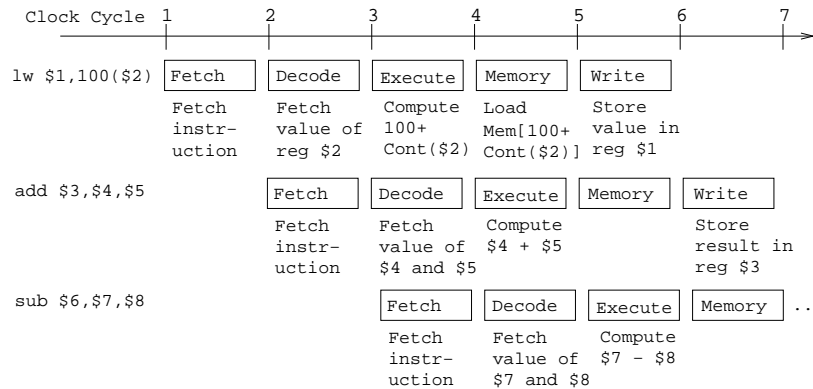 Clock Cycle 1 2 3 4 5 6 7
lw $1,100($2) Fetch Decode Execute Memory Write
Fetch Fetch Compute Load Store
instr- value of 100+ Mem[100+ value in
uction reg $2 Cont($2) Cont($2)] reg $1
add $3,$4,$5 Fetch Decode Execute Memory Write
Fetch Fetch Compute Store
instr- value of $4 + $5 result in
uction $4 and $5 reg $3
sub $6,$7,$8 Fetch Decode Execute Memory ..
Fetch Fetch Compute
instr- value of $7 - $8
uction $7 and $8